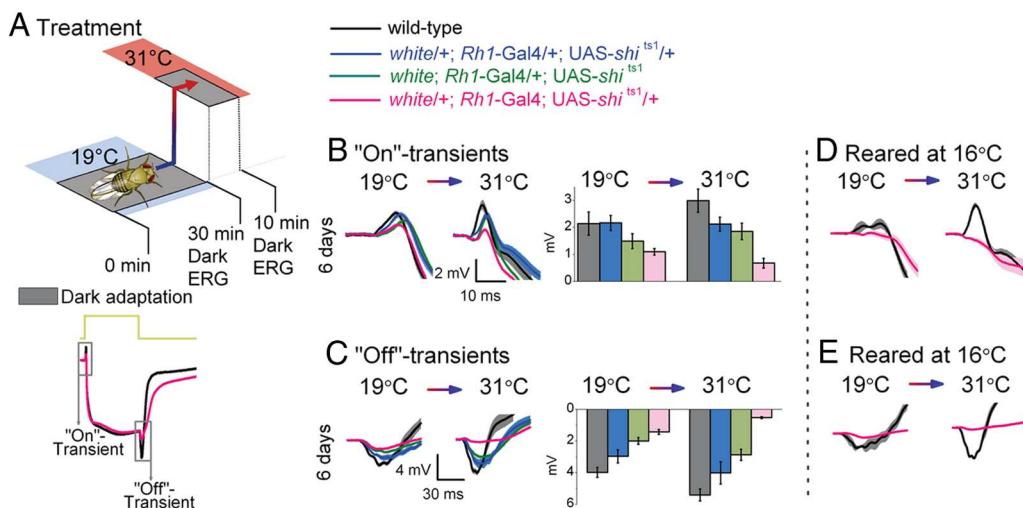 A Treatment
31°C
19°C
0 min
30 min
Dark
ERG
10 min
Dark
ERG
Dark adaptation
"On"-
Transient
"Off"-
Transient
wild-type
white/+; Rh1-Gal4/+; UAS-shi ts1/+
white; Rh1-Gal4/+; UAS-shi ts1
white/+; Rh1-Gal4; UAS-shi ts1/+
B "On"-transients
19°C 31°C
6 days
2 mV
10 ms
19°C 31°C
mV
3
2
1
0
C "Off"-transients
19°C 31°C
6 days
4 mV
30 ms
19°C 31°C
mV
0
2
4
6
D Reared at 16°C
19°C 31°C
E Reared at 16°C
19°C 31°C